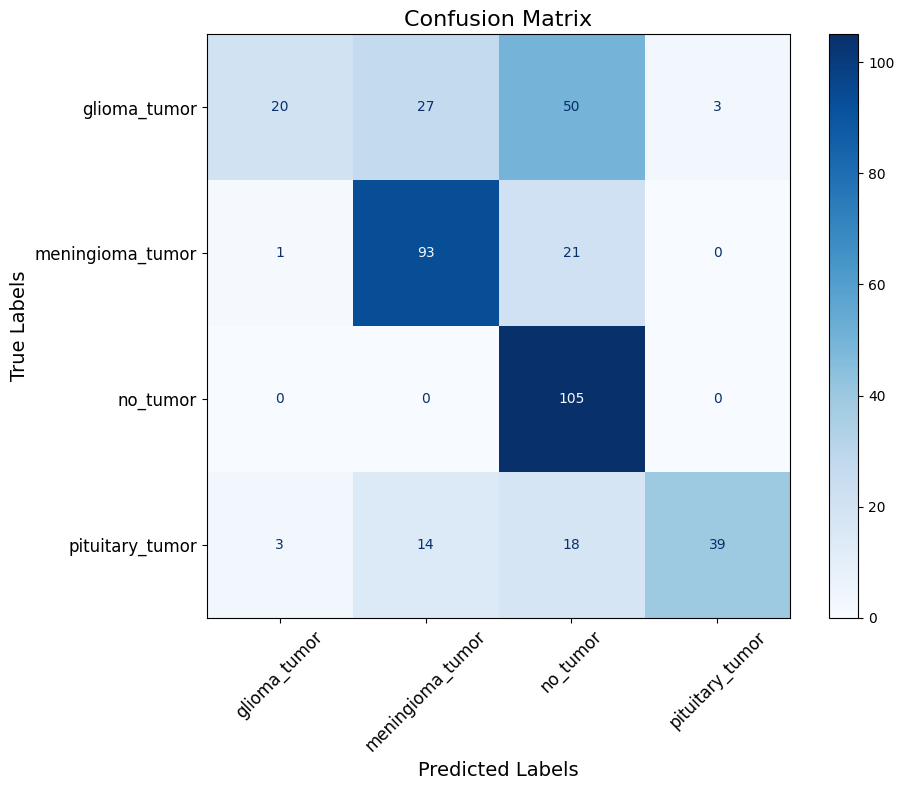 Confusion Matrix
True Labels
glioma_tumor 20 27 50 3
meningioma_tumor 1 93 21 0
no_tumor 0 0 105 0
pituitary_tumor 3 14 18 39
glioma_tumor meningioma_tumor no_tumor pituitary_tumor
Predicted Labels
100
80
60
40
20
0